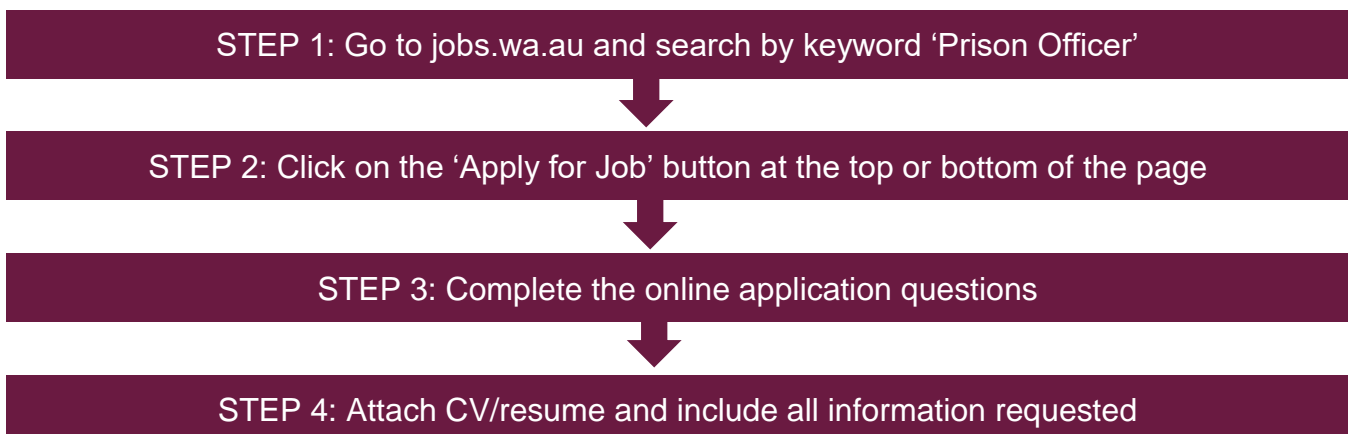 STEP 1: Go to jobs.wa.au and search by keyword ‘Prison Officer’
STEP 2: Click on the ‘Apply for Job’ button at the top or bottom of the page
STEP 3: Complete the online application questions
STEP 4: Attach CV/resume and include all information requested